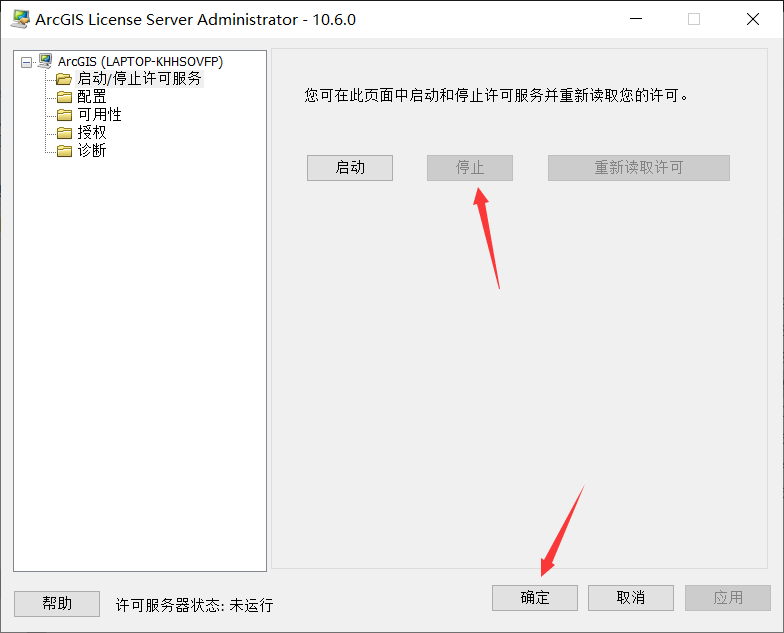 ArcGIS License Server Administrator - 10.6.0
ArcGIS (LAPTOP-KHHSOVFP)
启动/停止许可服务
配置
可用性
授权
诊断
您可在此页面中启动和停止许可服务并重新读取您的许可。
启动 停止 重新读取许可
帮助 许可服务器状态: 未运行 确定 取消 应用